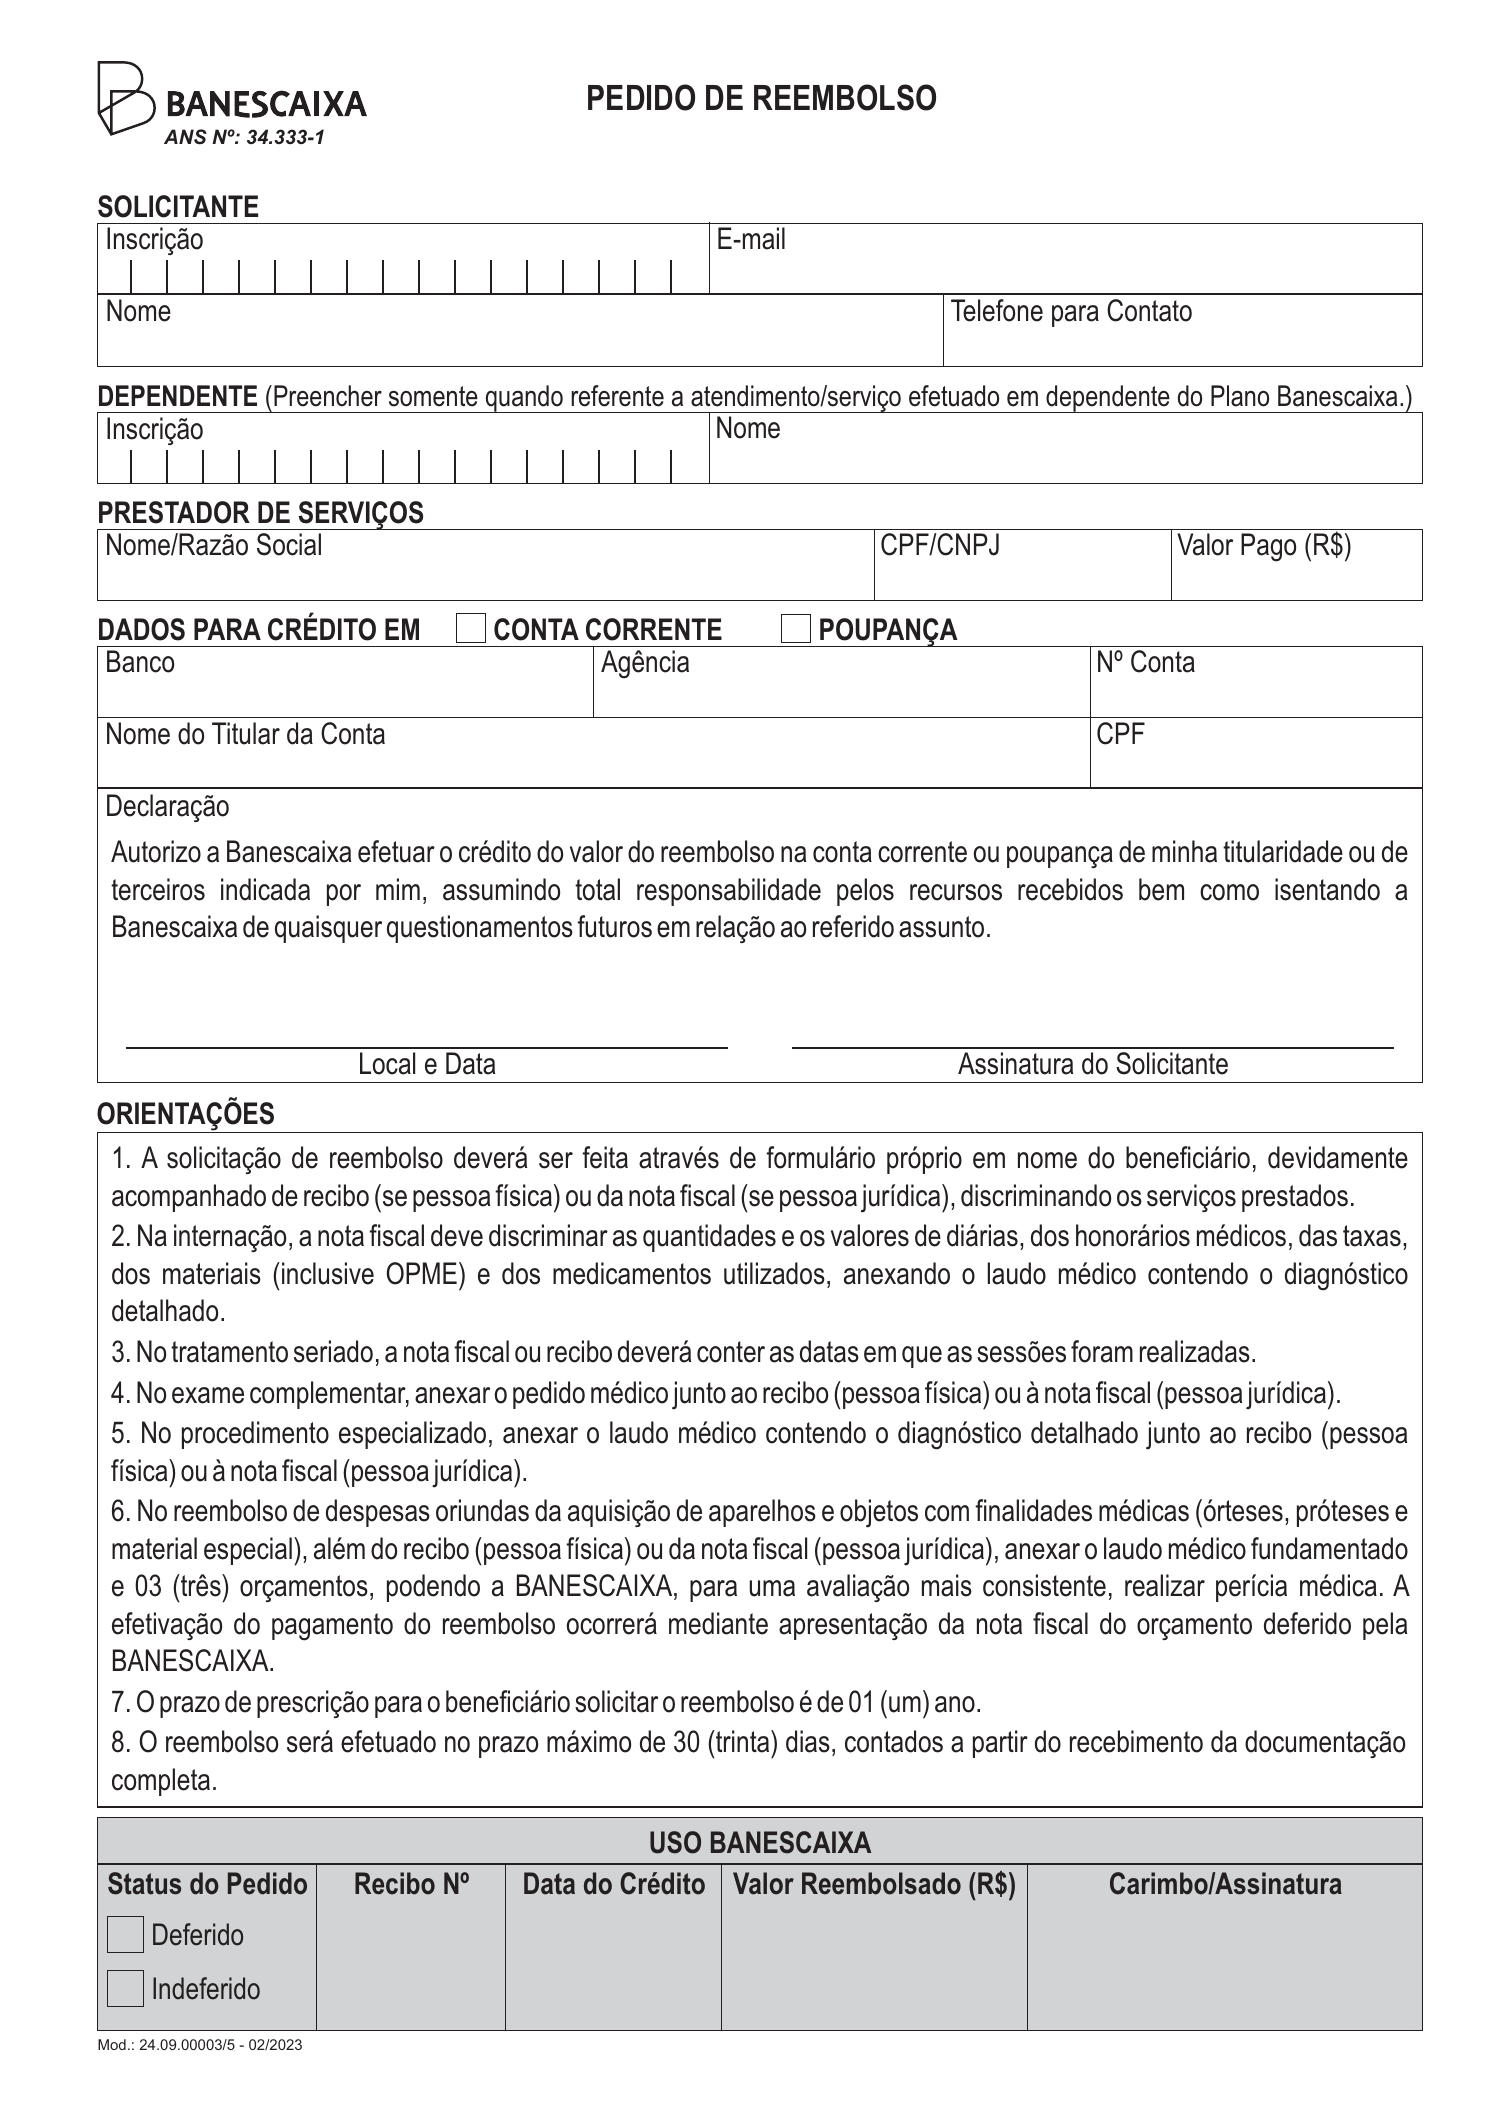 BANESCAIXA
ANS Nº: 34.333-1
PEDIDO DE REEMBOLSO
SOLICITANTE
Inscrição
E-mail
Nome
Telefone para Contato
DEPENDENTE (Preencher somente quando referente a atendimento/serviço efetuado em dependente do Plano Banescaixa.)
Inscrição
Nome
PRESTADOR DE SERVIÇOS
Nome/Razão Social
CPF/CNPJ
Valor Pago (R$)
DADOS PARA CRÉDITO EM
CONTA CORRENTE
POUPANÇA
Banco
Agência
Nº Conta
Nome do Titular da Conta
CPF
Declaração
Autorizo a Banescaixa efetuar o crédito do valor do reembolso na conta corrente ou poupança de minha titularidade ou de
terceiros indicada por mim, assumindo total responsabilidade pelos recursos recebidos bem como isentando a
Banescaixa de quaisquer questionamentos futuros em relação ao referido assunto.
Local e Data
Assinatura do Solicitante
ORIENTAÇÕES
1. A solicitação de reembolso deverá ser feita através de formulário próprio em nome do beneficiário, devidamente
acompanhado de recibo (se pessoa física) ou da nota fiscal (se pessoa jurídica), discriminando os serviços prestados.
2. Na internação, a nota fiscal deve discriminar as quantidades e os valores de diárias, dos honorários médicos, das taxas,
dos materiais (inclusive OPME) e dos medicamentos utilizados, anexando o laudo médico contendo o diagnóstico
detalhado.
3. No tratamento seriado, a nota fiscal ou recibo deverá conter as datas em que as sessões foram realizadas.
4. No exame complementar, anexar o pedido médico junto ao recibo (pessoa física) ou à nota fiscal (pessoa jurídica).
5. No procedimento especializado, anexar o laudo médico contendo o diagnóstico detalhado junto ao recibo (pessoa
física) ou à nota fiscal (pessoa jurídica).
6. No reembolso de despesas oriundas da aquisição de aparelhos e objetos com finalidades médicas (órteses, próteses e
material especial), além do recibo (pessoa física) ou da nota fiscal (pessoa jurídica), anexar o laudo médico fundamentado
e 03 (três) orçamentos, podendo a BANESCAIXA, para uma avaliação mais consistente, realizar perícia médica. A
efetivação do pagamento do reembolso ocorrerá mediante apresentação da nota fiscal do orçamento deferido pela
BANESCAIXA.
7. O prazo de prescrição para o beneficiário solicitar o reembolso é de 01 (um) ano.
8. O reembolso será efetuado no prazo máximo de 30 (trinta) dias, contados a partir do recebimento da documentação
completa.
USO BANESCAIXA
Status do Pedido
Recibo Nº
Data do Crédito
Valor Reembolsado (R$)
Carimbo/Assinatura
Deferido
Indeferido
Mod.: 24.09.00003/5 - 02/2023